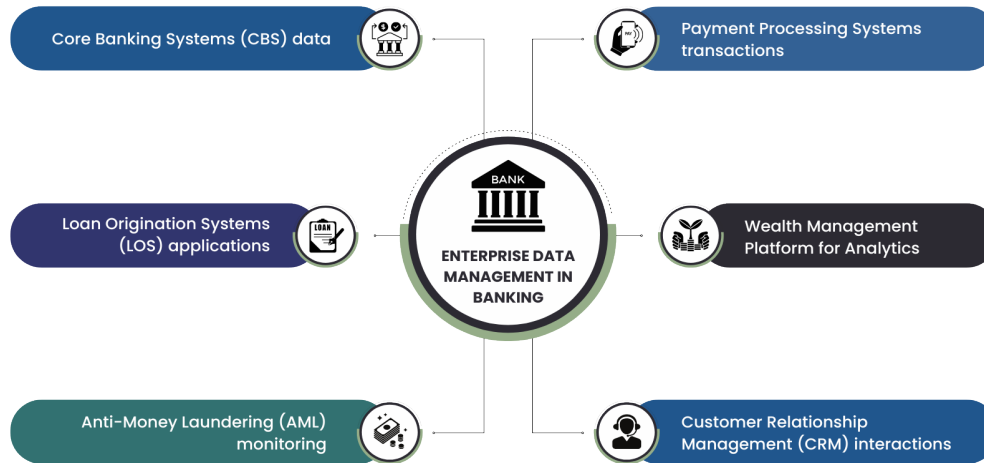 Core Banking Systems (CBS) data
Payment Processing Systems
transactions
PAY
BANK
ENTERPRISE DATA
MANAGEMENT IN
BANKING
Loan Origination Systems
(LOS) applications
LOAN
Wealth Management
Platform for Analytics
Anti-Money Laundering (AML)
monitoring
Customer Relationship
Management (CRM) interactions